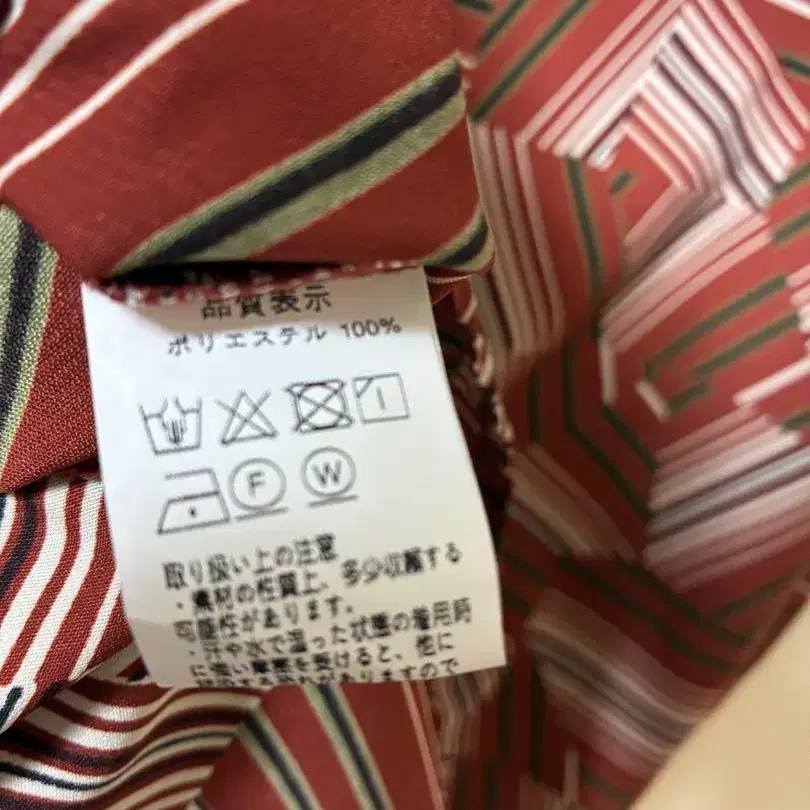 品質表示
ポリエステル 100%
F W
取り扱い上の注意
・素材の性質上、多少収縮する
可能性があります。
・汗や水で湿った状態の着用時
に強い摩擦を受けると、他に